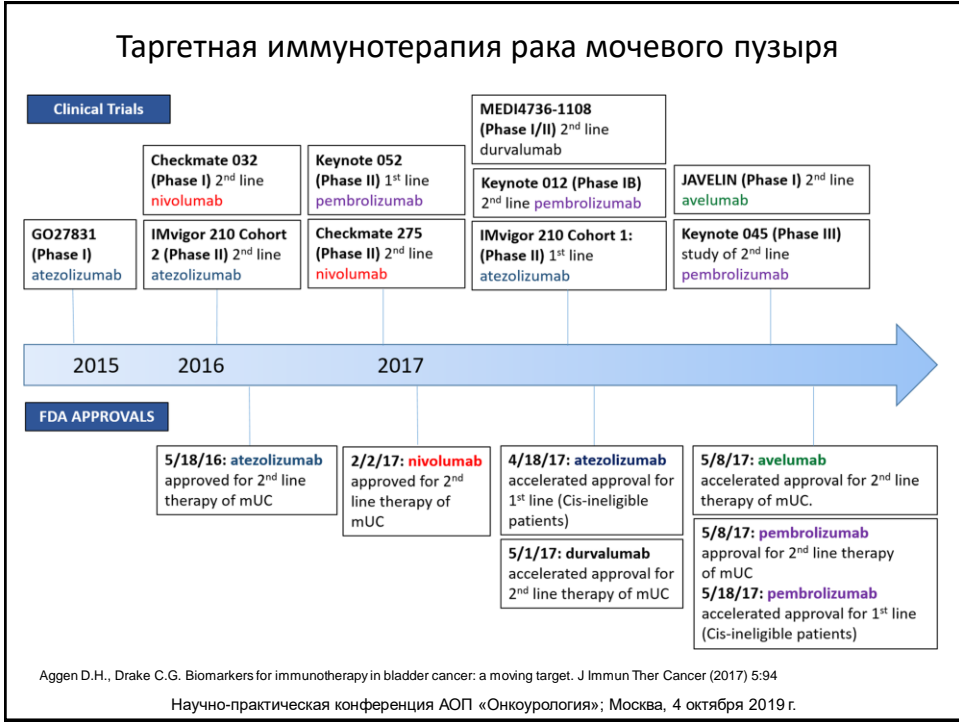 Таргетная иммунотерапия рака мочевого пузыря
Clinical Trials
GO27831
(Phase I)
atezolizumab
Checkmate 032
(Phase I) 2nd line
nivolumab
IMvigor 210 Cohort
2 (Phase II) 2nd line
atezolizumab
Keynote 052
(Phase II) 1st line
pembrolizumab
Checkmate 275
(Phase II) 2nd line
nivolumab
MEDI4736-1108
(Phase I/II) 2nd line
durvalumab
Keynote 012 (Phase IB)
2nd line pembrolizumab
IMvigor 210 Cohort 1:
(Phase II) 1st line
atezolizumab
JAVELIN (Phase I) 2nd line
avelumab
Keynote 045 (Phase III)
study of 2nd line
pembrolizumab
2015 2016 2017
FDA APPROVALS
5/18/16: atezolizumab
approved for 2nd line
therapy of mUC
2/2/17: nivolumab
approved for 2nd
line therapy of
mUC
4/18/17: atezolizumab
accelerated approval for
1st line (Cis-ineligible
patients)
5/1/17: durvalumab
accelerated approval for
2nd line therapy of mUC
5/8/17: avelumab
accelerated approval for 2nd line
therapy of mUC.
5/8/17: pembrolizumab
approval for 2nd line therapy
of mUC
5/18/17: pembrolizumab
accelerated approval for 1st line
(Cis-ineligible patients)
Aggen D.H., Drake C.G. Biomarkers for immunotherapy in bladder cancer: a moving target. J Immun Ther Cancer (2017) 5:94
Научно-практическая конференция АОП «Онкоурология»; Москва, 4 октября 2019 г.